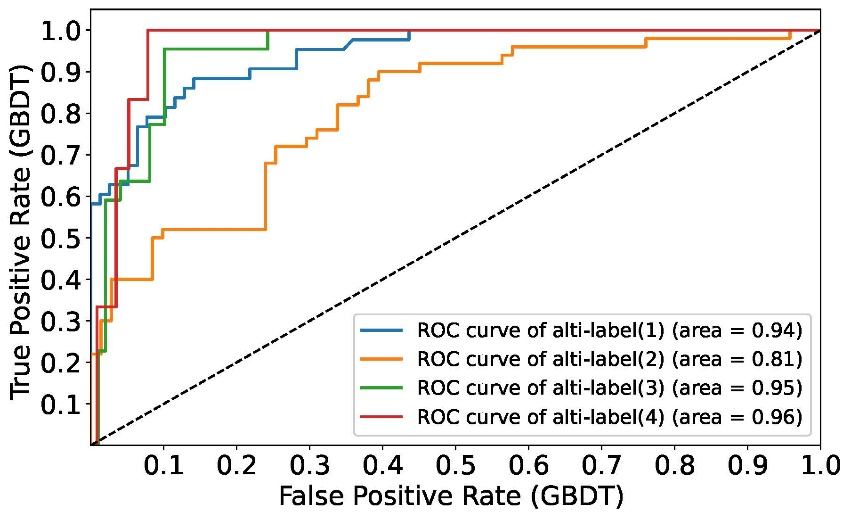 True Positive Rate (GBDT)
1.0
0.9
0.8
0.7
0.6
0.5
0.4
0.3
0.2
0.1
ROC curve of alti-label(1) (area = 0.94)
ROC curve of alti-label(2) (area = 0.81)
ROC curve of alti-label(3) (area = 0.95)
ROC curve of alti-label(4) (area = 0.96)
0.1 0.2 0.3 0.4 0.5 0.6 0.7 0.8 0.9 1.0
False Positive Rate (GBDT)